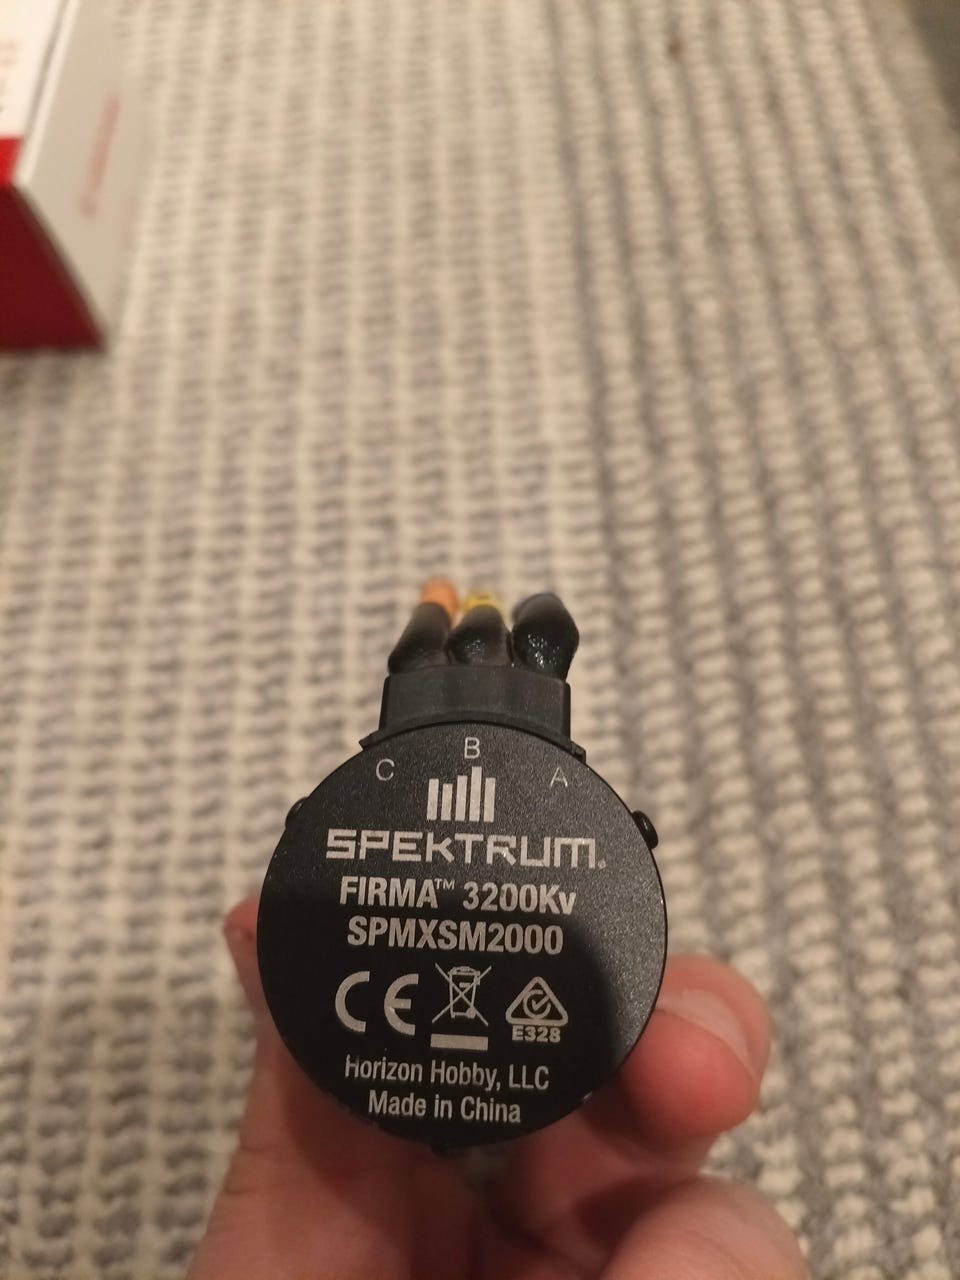 C B A
SPEKTRUM.
FIRMA™ 3200Kv
SPMXSM2000
CE
E328
Horizon Hobby, LLC
Made in China